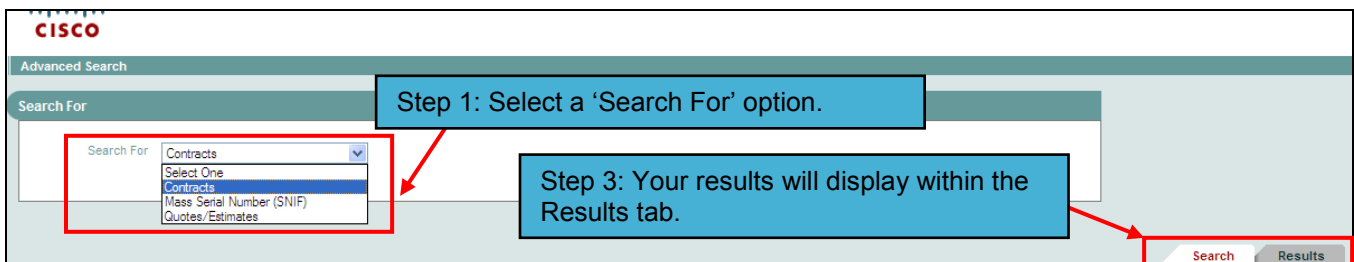 CISCO
Advanced Search
Search For
Step 1: Select a ‘Search For’ option.
Search For Contracts
Select One
Contracts
Mass Serial Number (SNIF)
Quotes/Estimates
Step 3: Your results will display within the
Results tab.
Search Results